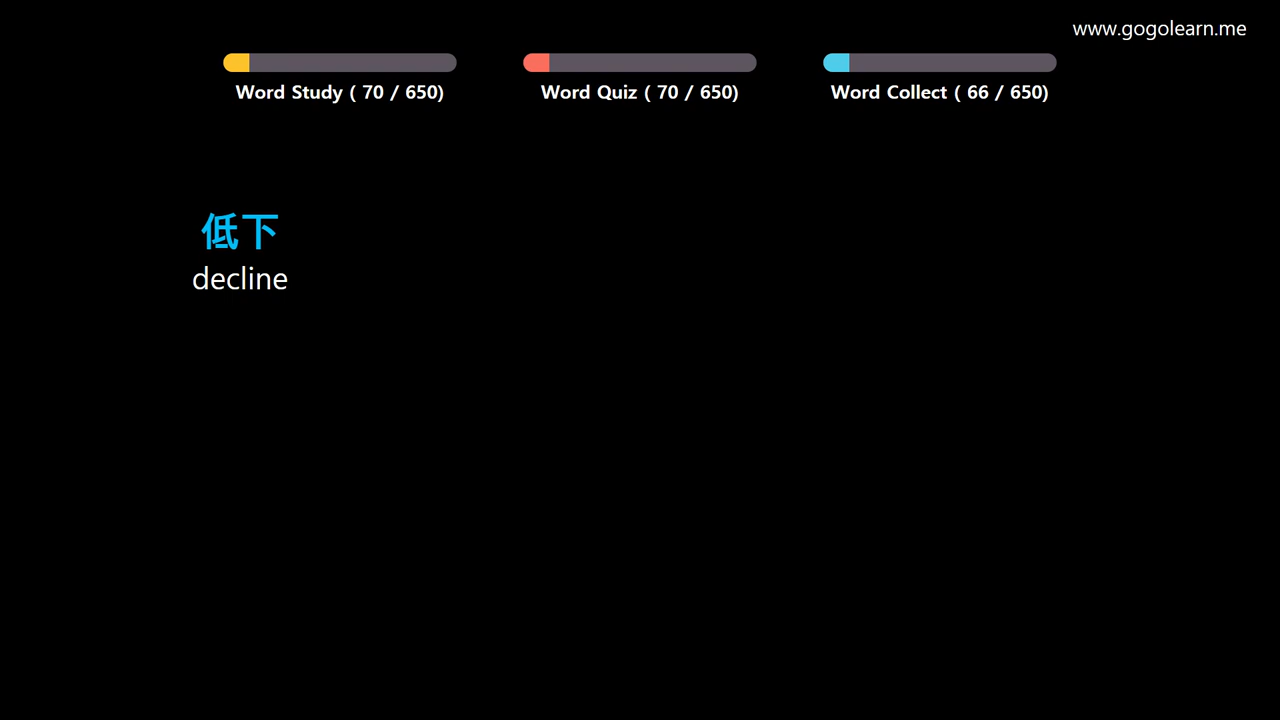 www.gogolearn.me
Word Study ( 70 / 650)
Word Quiz ( 70 / 650)
Word Collect ( 66 / 650)
低下
decline